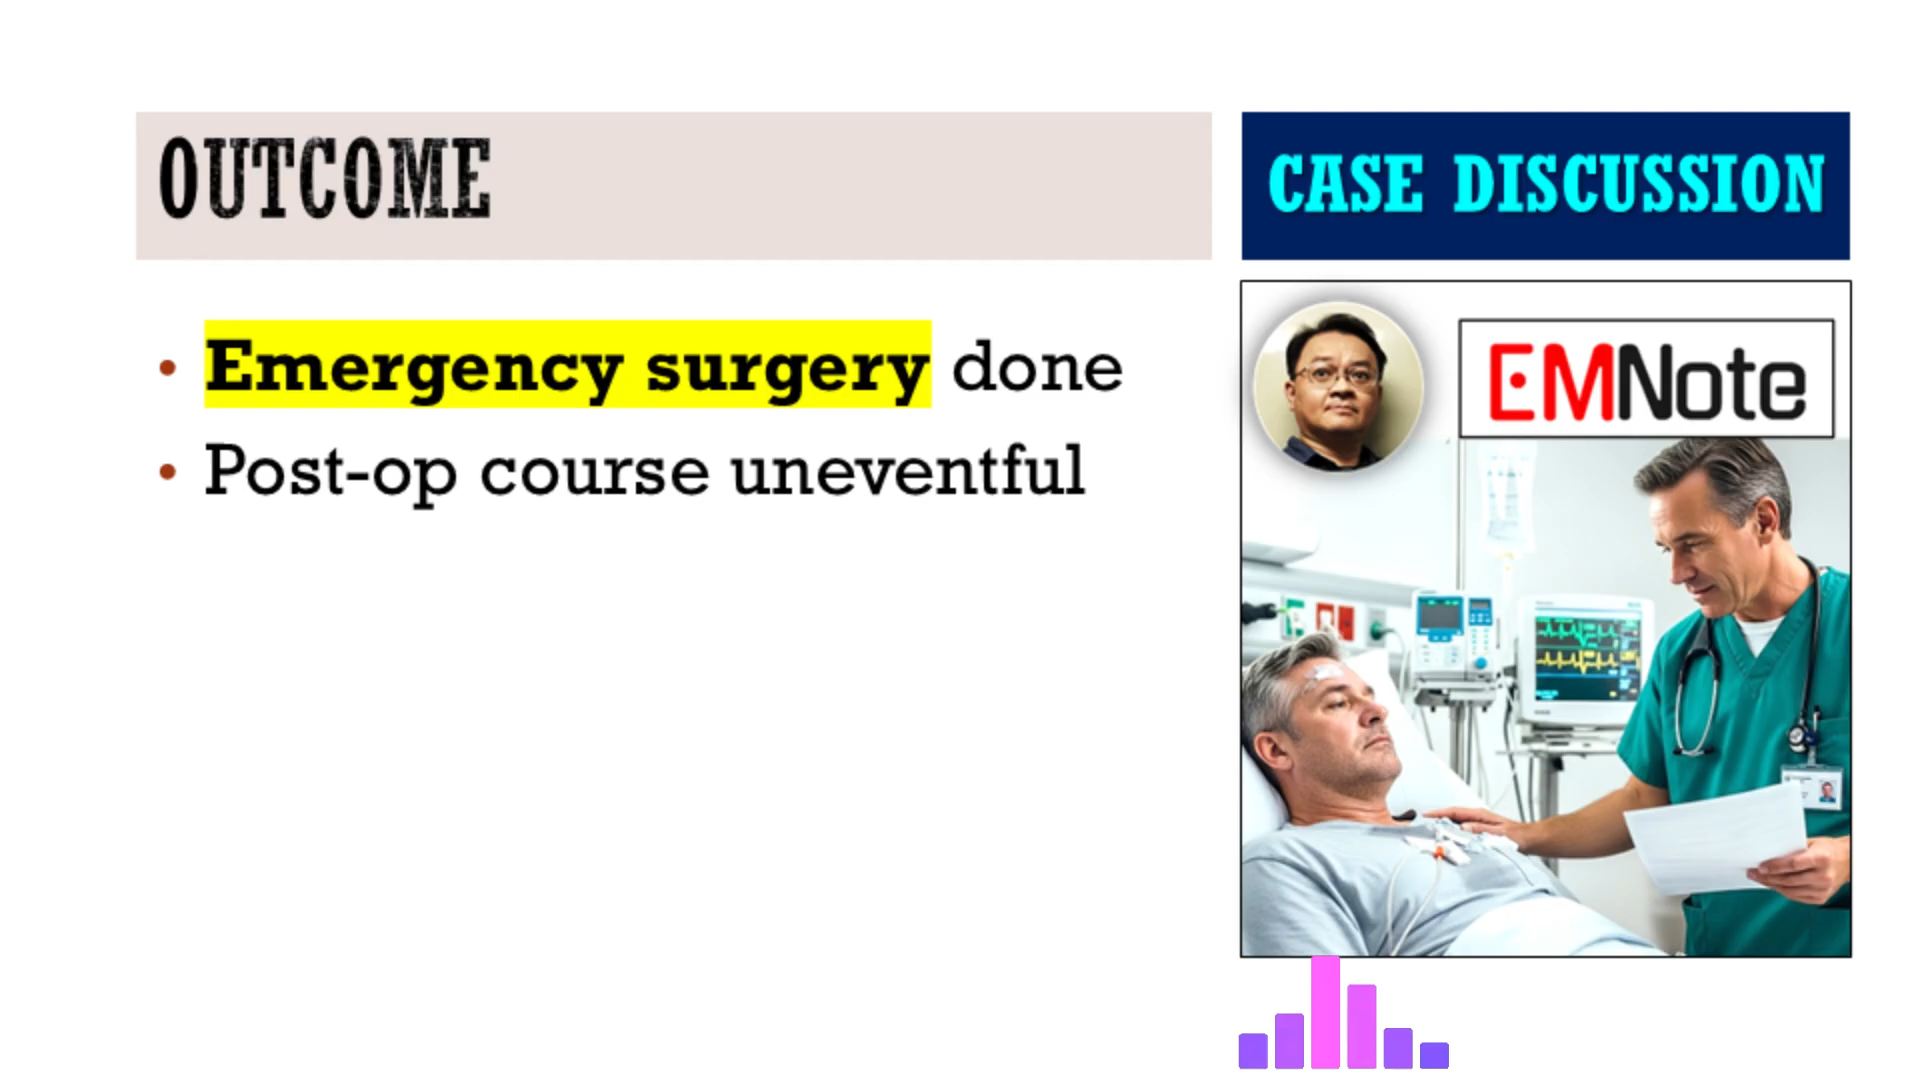 OUTCOME
CASE DISCUSSION
• Emergency surgery done
• Post-op course uneventful
EMNote